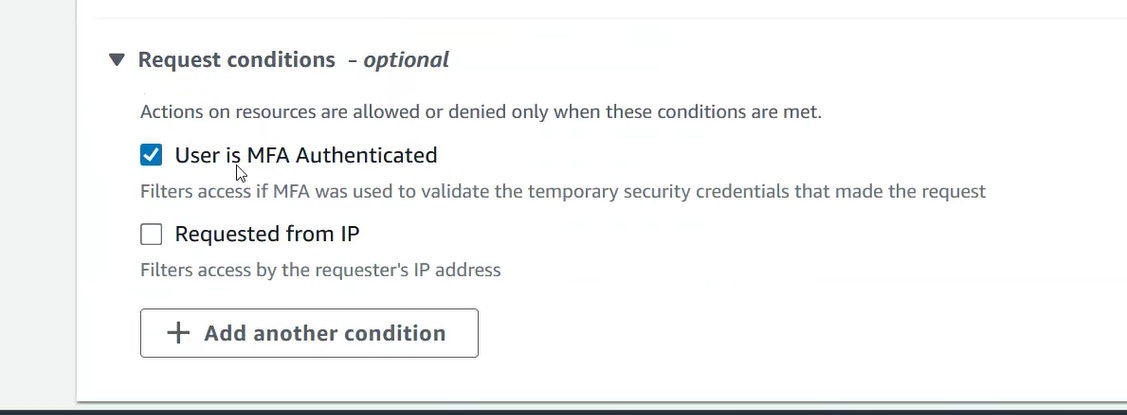 Request conditions - optional
Actions on resources are allowed or denied only when these conditions are met.
User is MFA Authenticated
Filters access if MFA was used to validate the temporary security credentials that made the request
Requested from IP
Filters access by the requester's IP address
Add another condition